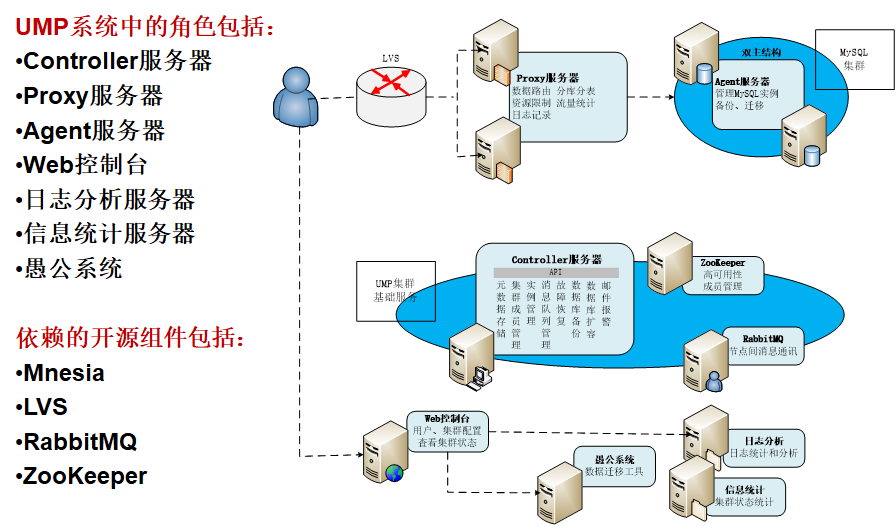 UMP系统中的角色包括：
•Controller服务器
•Proxy服务器
•Agent服务器
•Web控制台
•日志分析服务器
•信息统计服务器
•愚公系统
依赖的开源组件包括：
•Mnesia
•LVS
•RabbitMQ
•ZooKeeper
LVS
Proxy服务器
数据路由 分库分表
资源限制 流量统计
日志记录
双主结构
Agent服务器
管理MySQL实例
备份、迁移
MySQL
集群
UMP集群
基础服务
Controller服务器
API
元数据存储
集群成员管理
实例管理
消息队列管理
故障恢复
数据库备份
数据库扩容
邮件报警
ZooKeeper
高可用性
成员管理
RabbitMQ
节点间消息通讯
Web控制台
用户、集群配置
查看集群状态
愚公系统
数据迁移工具
日志分析
日志统计和分析
信息统计
集群状态统计